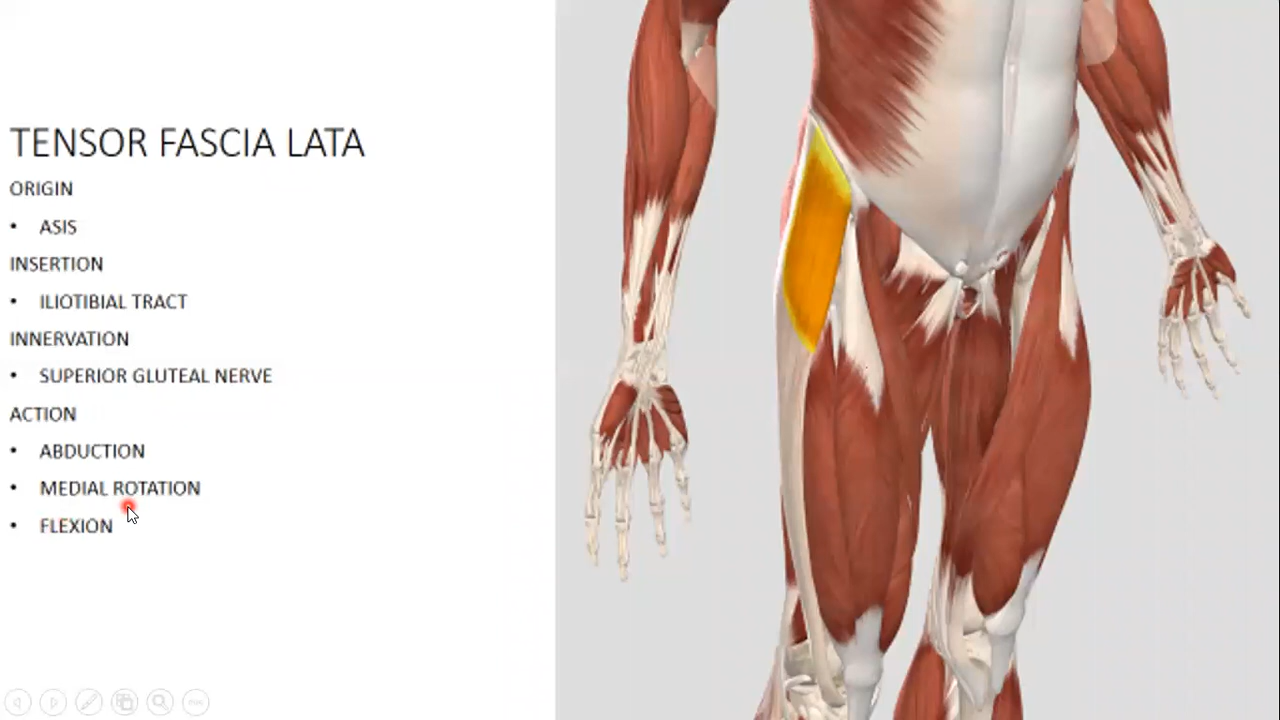 TENSOR FASCIA LATA
ORIGIN
• ASIS
INSERTION
• ILIOTIBIAL TRACT
INNERVATION
• SUPERIOR GLUTEAL NERVE
ACTION
• ABDUCTION
• MEDIAL ROTATION
• FLEXION